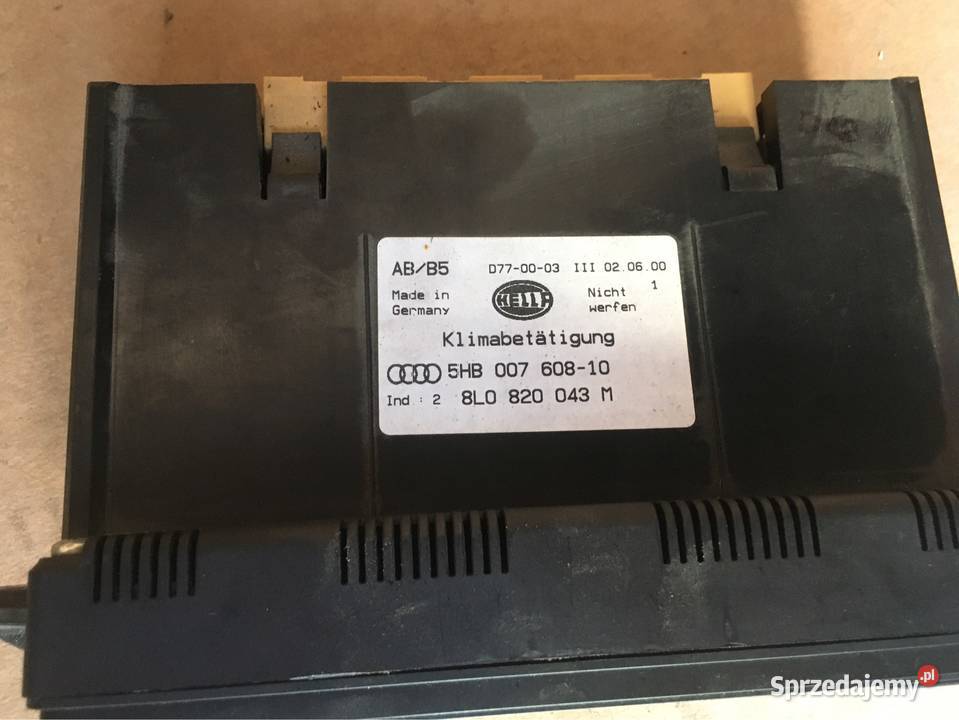 AB/B5 D77-00-03 III 02.06.00
Made in Germany HELLA Nicht werfen 1
Klimabetätigung
5HB 007 608-10
Ind.: 2 8L0 820 043 M
Sprzedajemy.pl